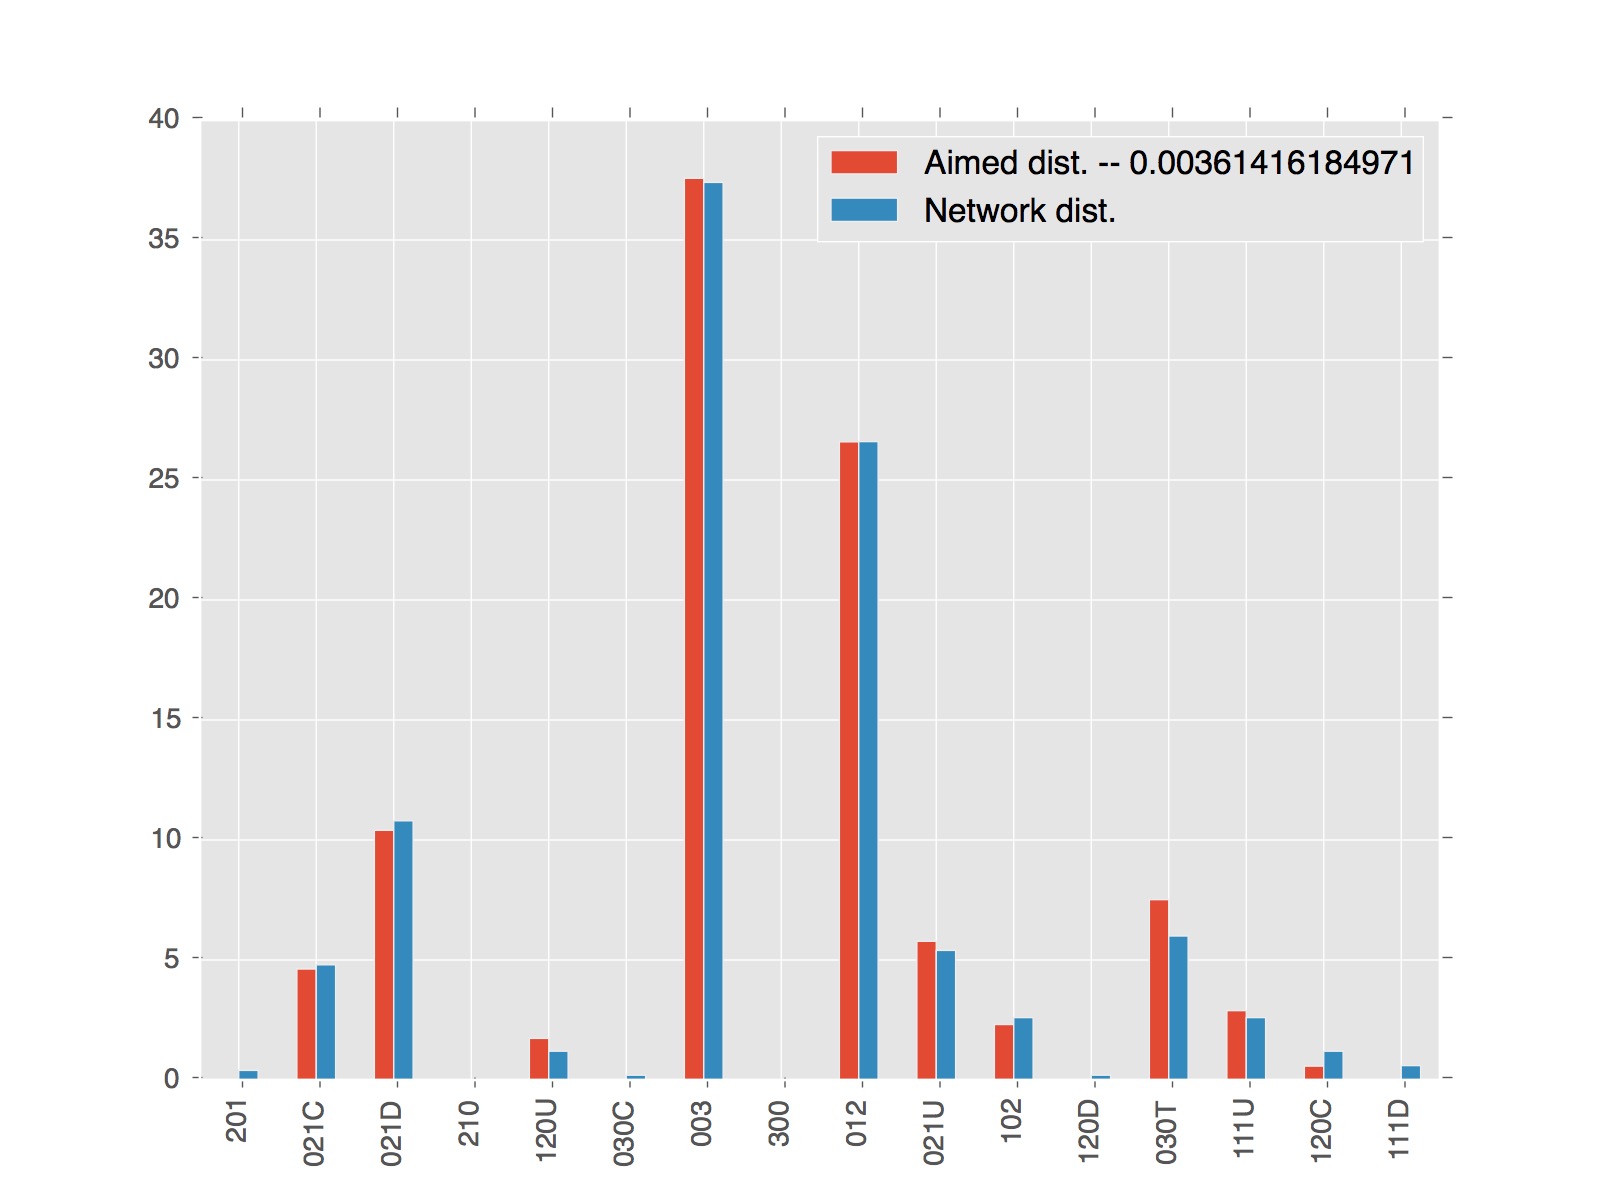 40
35
30
25
20
15
10
5
0
Aimed dist. -- 0.00361416184971
Network dist.
201
021C
021D
210
120U
030C
003
300
012
021U
102
120D
030T
111U
120C
111D